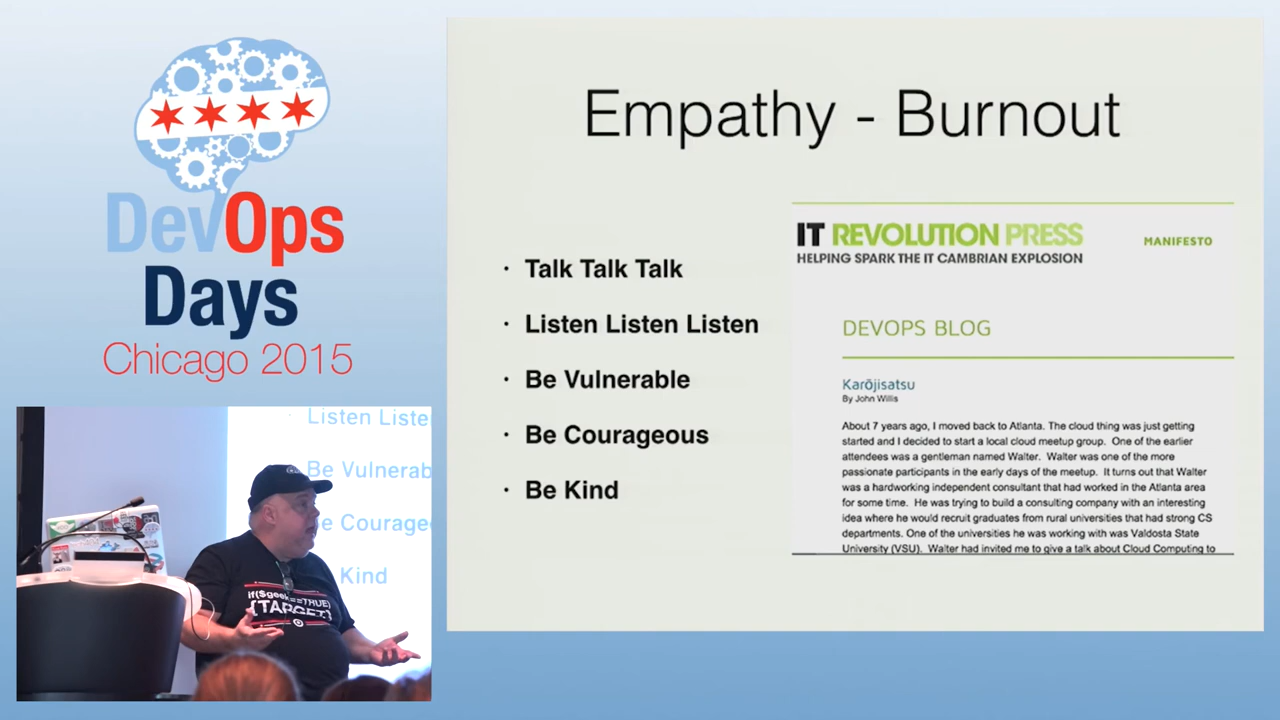 DevOps
Days
Chicago 2015
Empathy - Burnout
• Talk Talk Talk
• Listen Listen Listen
• Be Vulnerable
• Be Courageous
• Be Kind
IT REVOLUTION PRESS
HELPING SPARK THE IT CAMBRIAN EXPLOSION
MANIFESTO
DEVOPS BLOG
Karōjisatsu
By John Willis
About 7 years ago, I moved back to Atlanta. The cloud thing was just getting
started and I decided to start a local cloud meetup group. One of the earlier
attendees was a gentleman named Walter. Walter was one of the more
passionate participants in the early days of the meetup. It turns out that Walter
was a hardworking independent consultant that had worked in the Atlanta area
for some time. He was trying to build a consulting company with an interesting
idea where he would recruit graduates from rural universities that had strong CS
departments. One of the universities he was working with was Valdosta State
University (VSU). Walter had invited me to give a talk about Cloud Computing to
Listen Liste
Be Vulnerab
e Courage
Kind
if($geek==TRUE)
{TARGET}